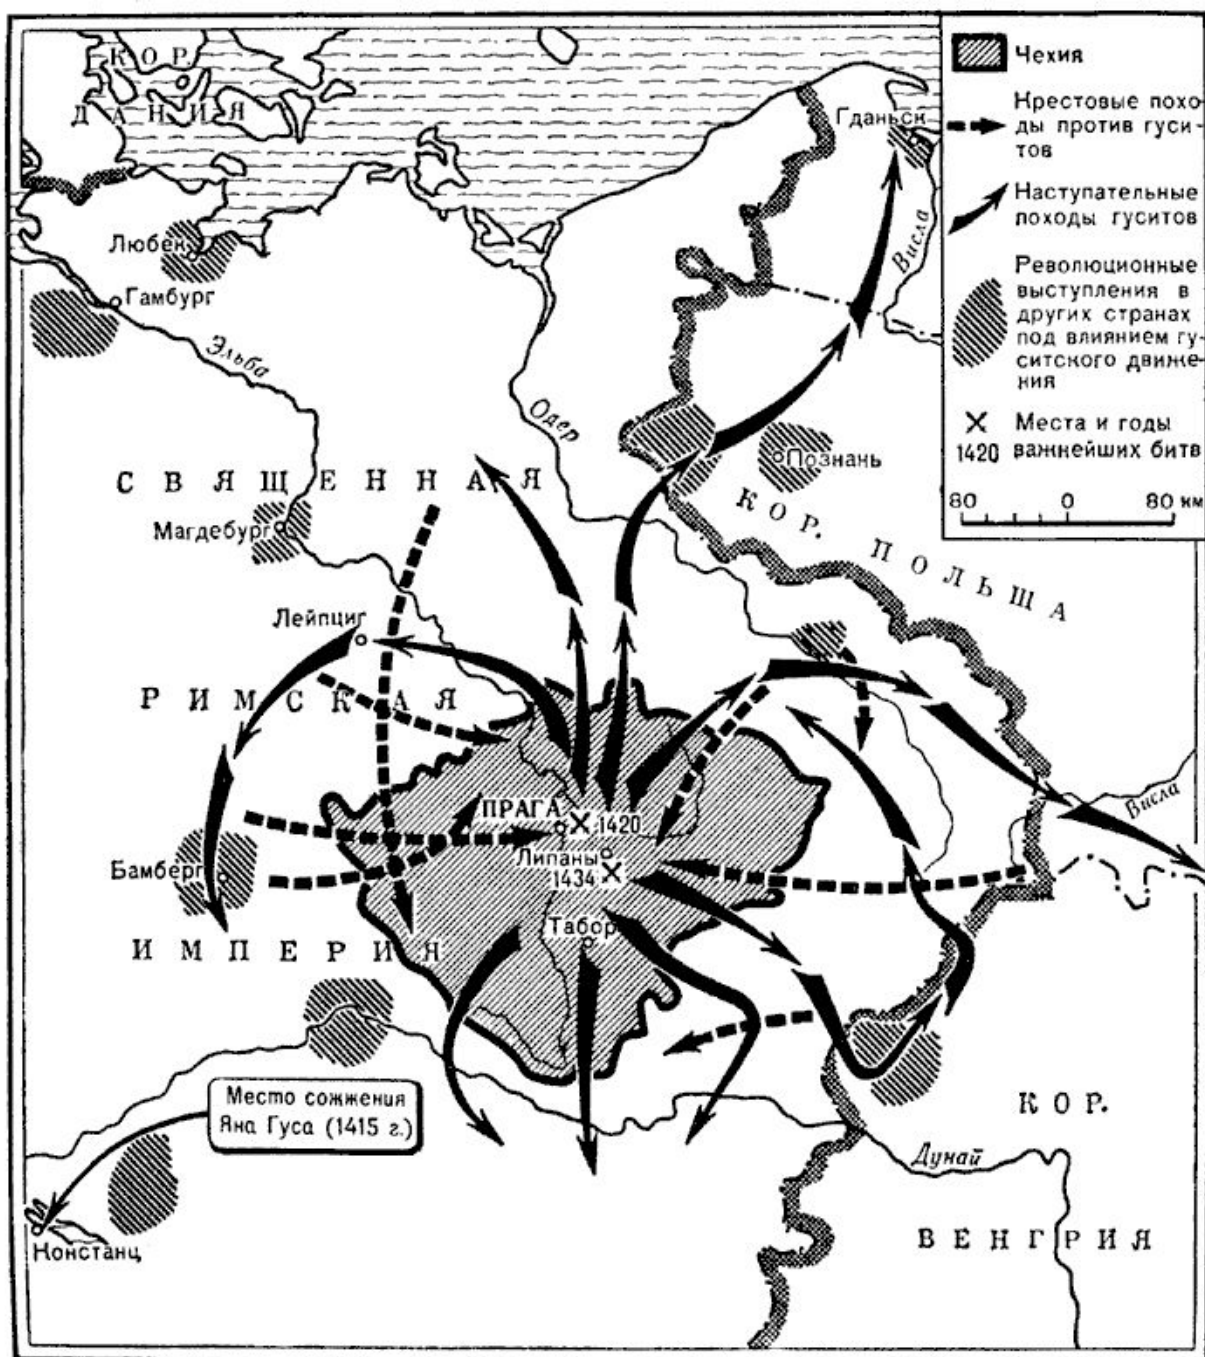 КОР.
ДАНИЯ
Гданьск
Висла
Любек
Гамбург
Эльба
Одер
Познань
СВЯЩЕННАЯ
Магдебург
КОР. ПОЛЬША
Лейпциг
РИМСКАЯ
Висла
ПРАГА
1420
Липаны
1434
Бамберг
Табор
ИМПЕРИЯ
Место сожжения
Яна Гуса (1415 г.)
Констанц
КОР.
Дунай
ВЕНГРИЯ
Чехия
Крестовые похо-
ды против гуси-
тов
Наступательные
походы гуситов
Революционные
выступления в
других странах
под влиянием гу-
ситского движе-
ния
Места и годы
1420 важнейших битв
80 0 80 км